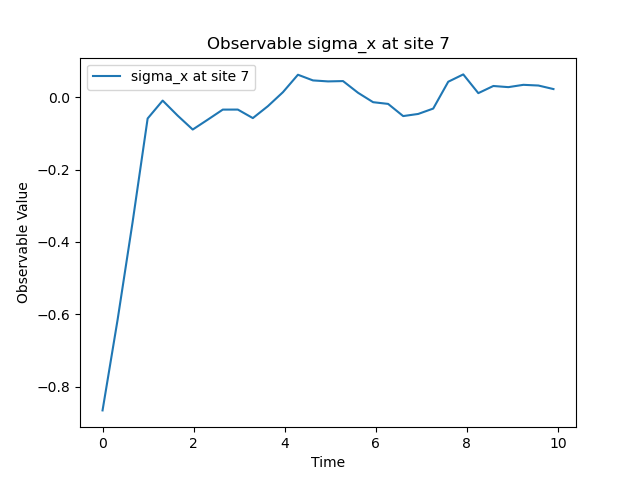 Observable sigma_x at site 7
sigma_x at site 7
0.0
−0.2
−0.4
−0.6
−0.8
Observable Value
0 2 4 6 8 10
Time